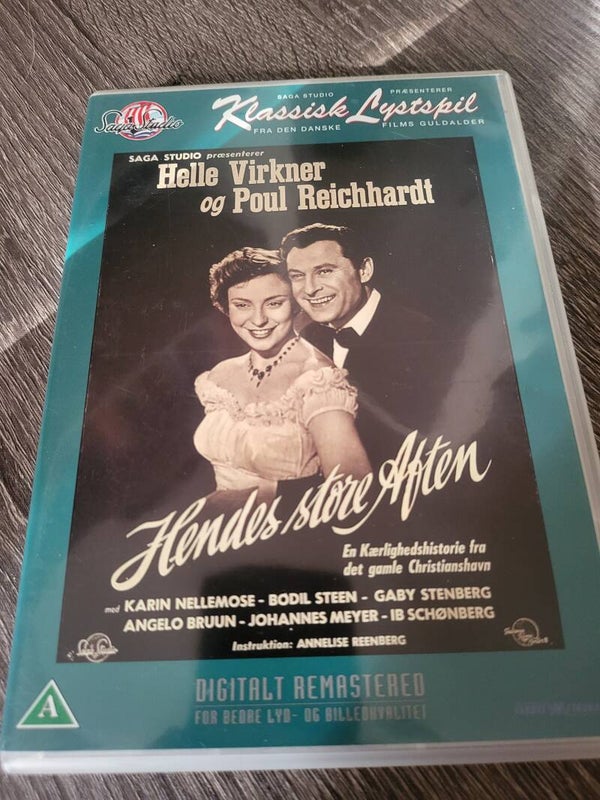 Saga Studio
SAGA STUDIO PRÆSENTERER
Klassisk Lystspil
FRA DEN DANSKE FILMS GULDALDER
SAGA STUDIO præsenterer
Helle Virkner
og Poul Reichhardt
Hendes store Aften
En Kærlighedshistorie fra
det gamle Christianshavn
med KARIN NELLEMOSE - BODIL STEEN - GABY STENBERG
ANGELO BRUUN - JOHANNES MEYER - IB SCHØNBERG
Instruktion: ANNELISE REENBERG
DIGITALT REMASTERED
FOR BEDRE LYD- OG BILLEDKVALITET
A